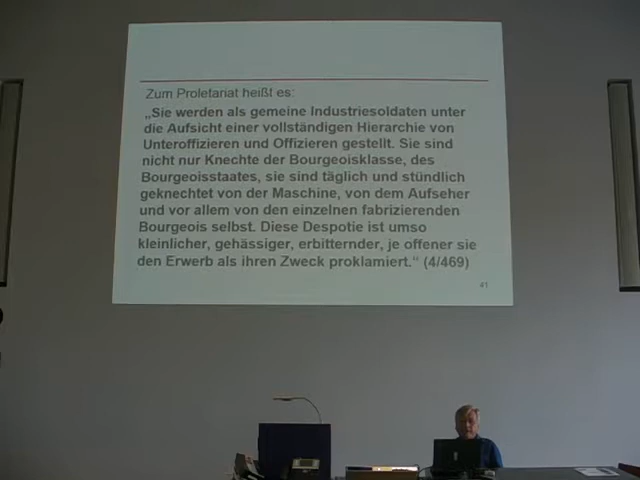 Zum Proletariat heißt es:
„Sie werden als gemeine Industriesoldaten unter
die Aufsicht einer vollständigen Hierarchie von
Unteroffizieren und Offizieren gestellt. Sie sind
nicht nur Knechte der Bourgeoisklasse, des
Bourgeoisstaates, sie sind täglich und stündlich
geknechtet von der Maschine, von dem Aufseher
und vor allem von den einzelnen fabrizierenden
Bourgeois selbst. Diese Despotie ist umso
kleinlicher, gehässiger, erbitternder, je offener sie
den Erwerb als ihren Zweck proklamiert.“ (4/469)
41